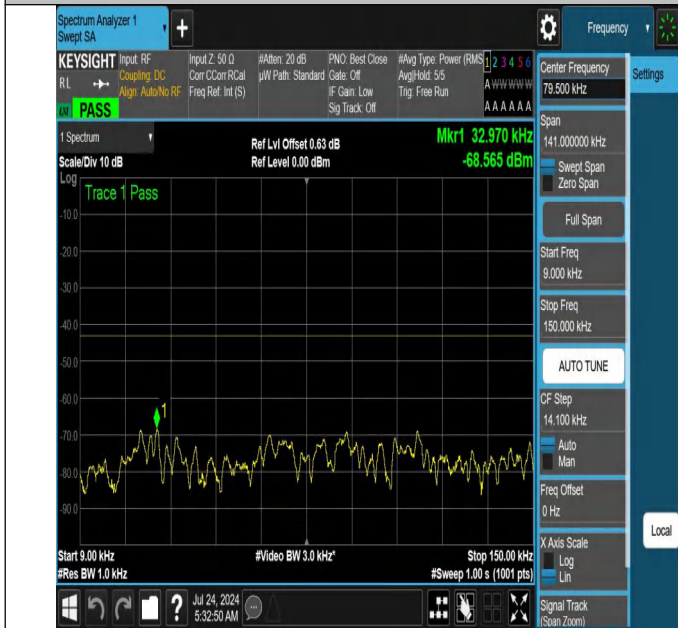 Spectrum Analyzer 1
Swept SA
+
Frequency
KEYSIGHT
RL
PASS
Input: RF
Coupling: DC
Align: Auto/No RF
Input Z: 50 Ω
Corr CCorr RCal
Freq Ref: Int (S)
#Atten: 20 dB
µW Path: Standard
PNO: Best Close
Gate: Off
IF Gain: Low
Sig Track: Off
#Avg Type: Power (RMS
Avg|Hold: 5/5
Trig: Free Run
1 2 3 4 5 6
A W W W W W
A A A A A A
1 Spectrum
Scale/Div 10 dB
Ref Lvl Offset 0.63 dB
Ref Level 0.00 dBm
Mkr1 32.970 kHz
-68.565 dBm
Log
Trace 1 Pass
-10.0
-20.0
-30.0
-40.0
-50.0
-60.0
-70.0
-80.0
-90.0
1
Start 9.00 kHz
#Res BW 1.0 kHz
#Video BW 3.0 kHz*
Stop 150.00 kHz
#Sweep 1.00 s (1001 pts)
?
Jul 24, 2024
5:32:50 AM
Center Frequency
79.500 kHz
Settings
Span
141.000000 kHz
Swept Span
Zero Span
Full Span
Start Freq
9.000 kHz
Stop Freq
150.000 kHz
AUTO TUNE
CF Step
14.100 kHz
Auto
Man
Freq Offset
0 Hz
X Axis Scale
Log
Lin
Local
Signal Track
(Span Zoom)